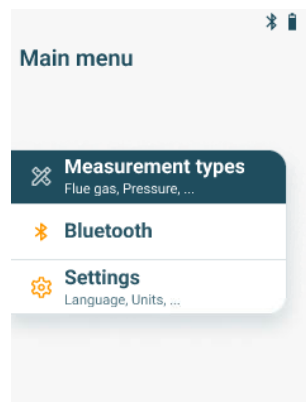 Main menu
Measurement types
Flue gas, Pressure, ...
Bluetooth
Settings
Language, Units, ...